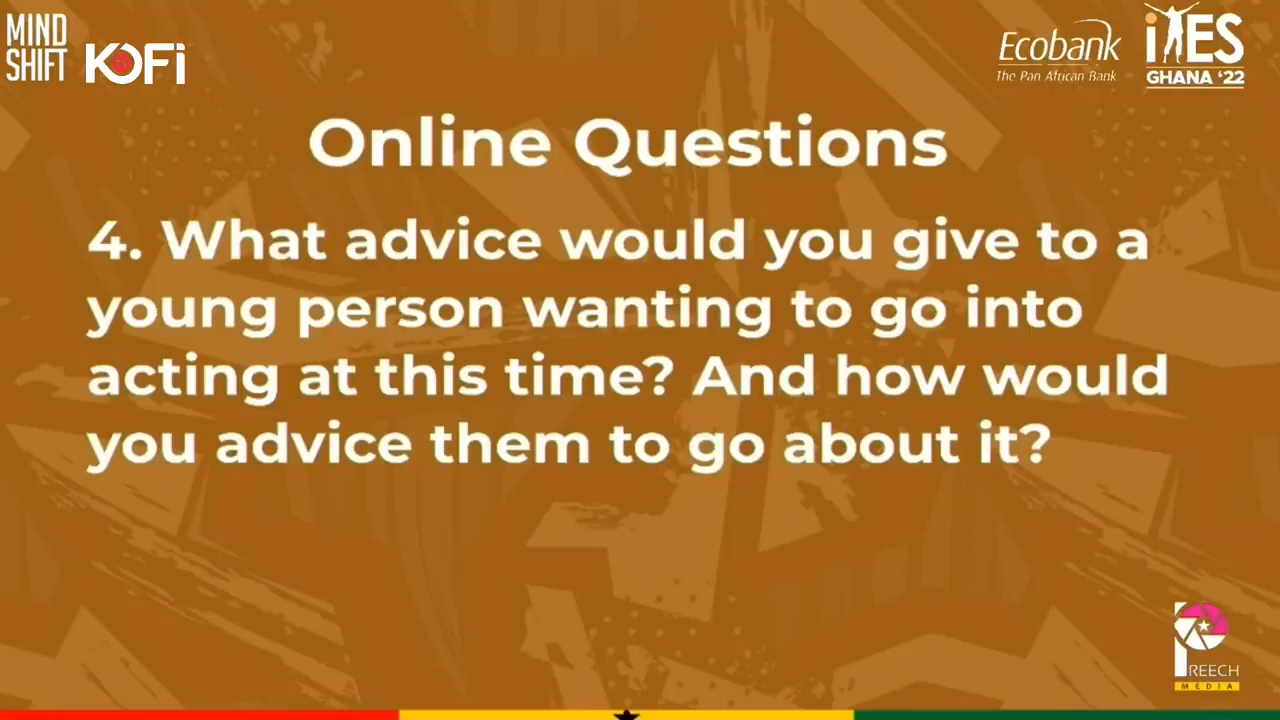 MIND
SHIFT
KOFi
Ecobank
The Pan African Bank
iYES
GHANA ‘22
Online Questions
4. What advice would you give to a
young person wanting to go into
acting at this time? And how would
you advice them to go about it?
PREECH
MEDIA